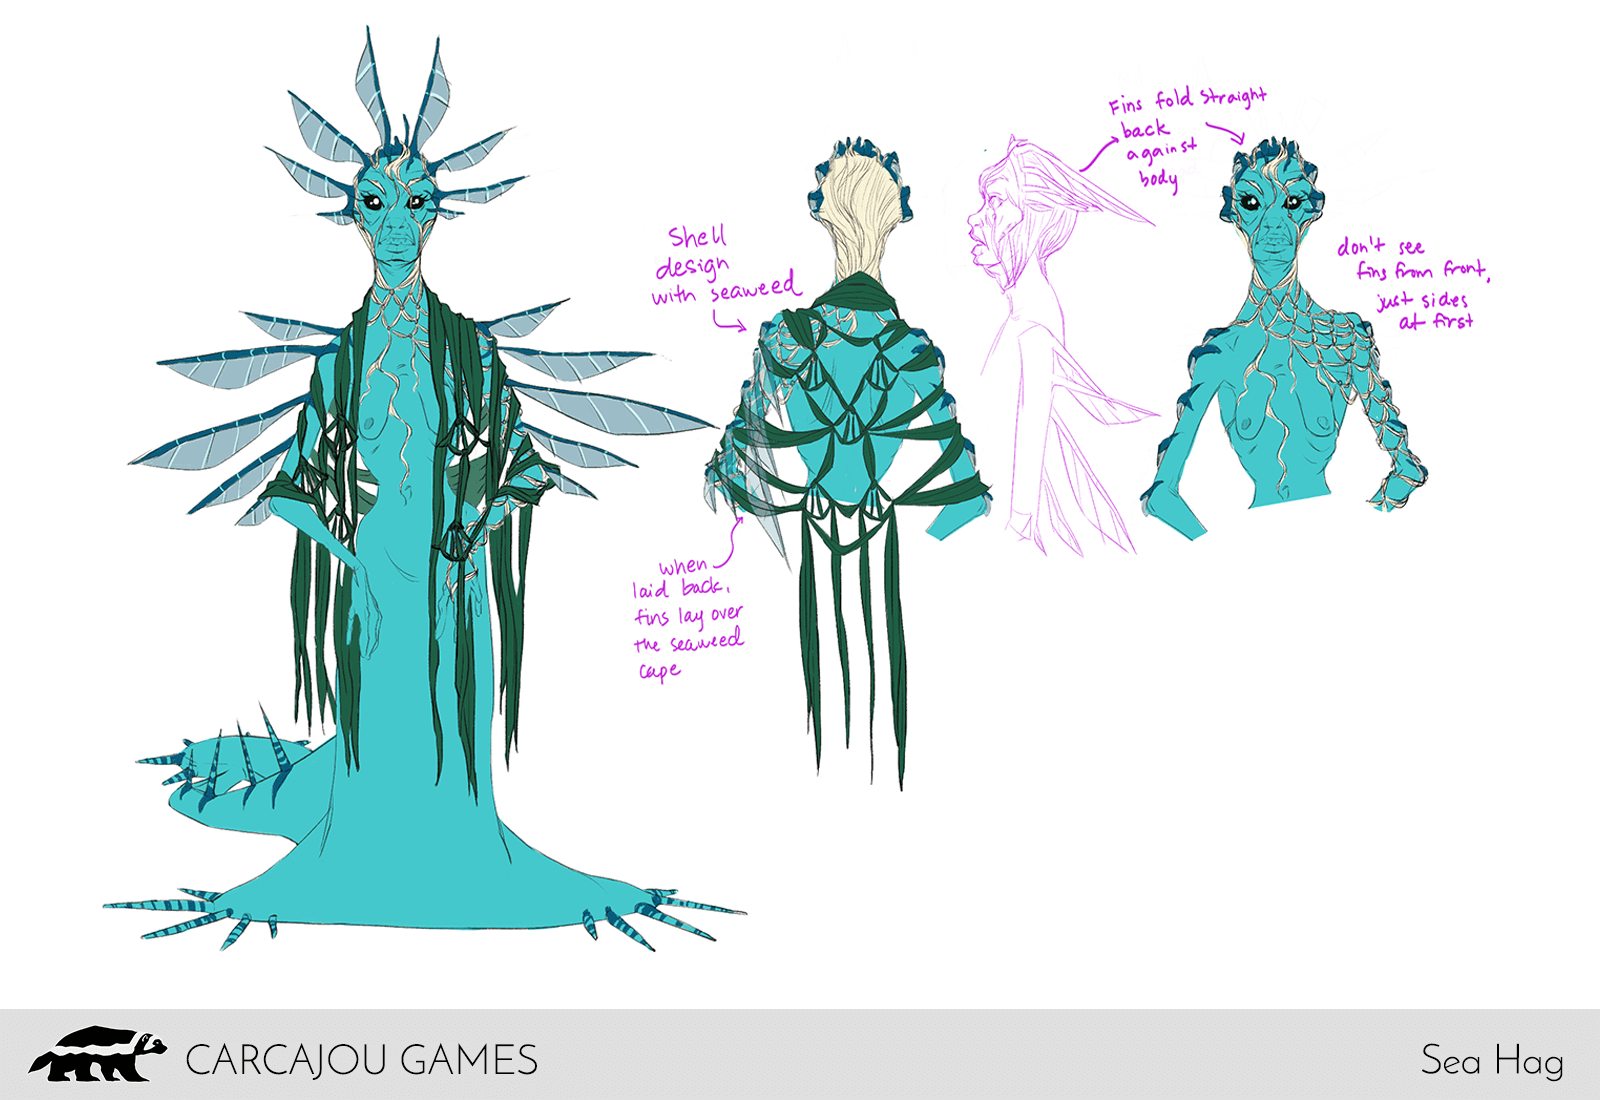 Fins fold straight
back
against
body
Shell
design
with seaweed
don't see
fins from front,
just sides
at first
when
laid back,
fins lay over
the seaweed
cape
CARCAJOU GAMES
Sea Hag